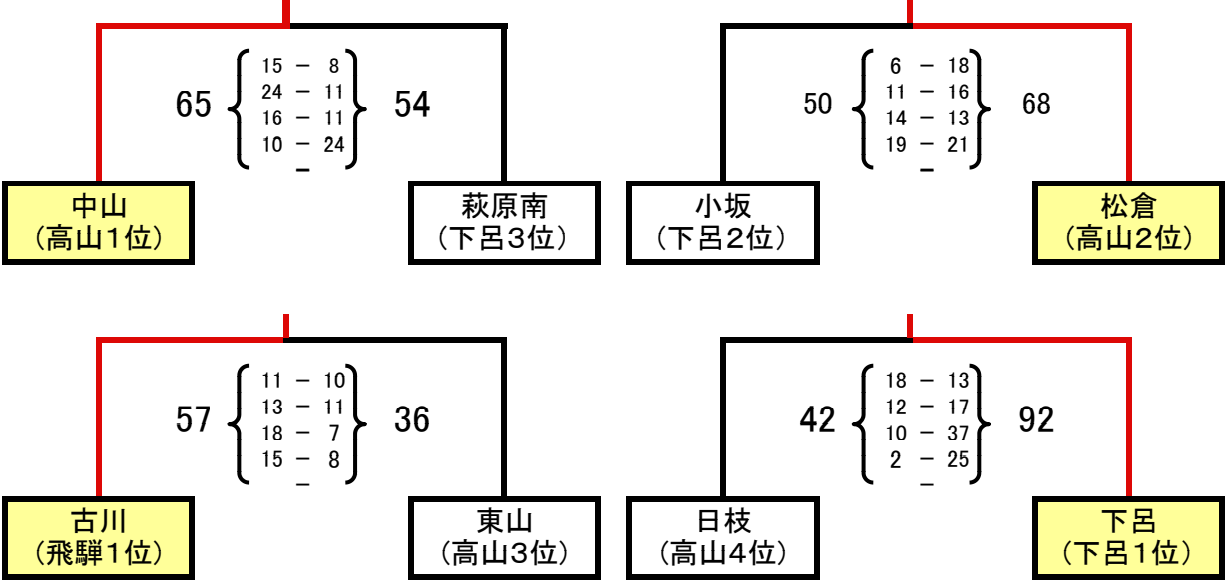 65
15 － 8
24 － 11
16 － 11
10 － 24
－
54
中山
（高山１位）
萩原南
（下呂３位）
50
6 － 18
11 － 16
14 － 13
19 － 21
－
68
小坂
（下呂２位）
松倉
（高山２位）
57
11 － 10
13 － 11
18 － 7
15 － 8
－
36
古川
（飛騨１位）
東山
（高山３位）
42
18 － 13
12 － 17
10 － 37
2 － 25
－
92
日枝
（高山４位）
下呂
（下呂１位）